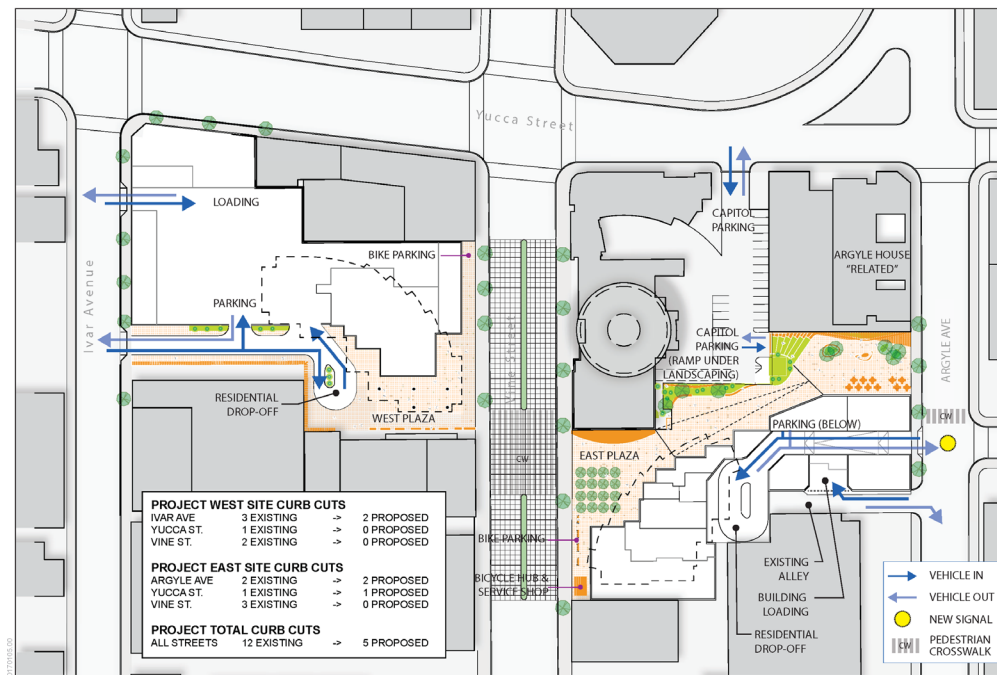 Yucca Street
LOADING
Ivar Avenue
PARKING
BIKE PARKING
RESIDENTIAL
DROP-OFF
WEST PLAZA
Vine Street
CW
CAPITOL
PARKING
ARGYLE HOUSE
"RELATED"
CAPITOL
PARKING
(RAMP UNDER
LANDSCAPING)
ARGYLE AVE
CW
PARKING (BELOW)
EAST PLAZA
BIKE PARKING
BICYCLE HUB &
SERVICE SHOP
EXISTING
ALLEY
BUILDING
LOADING
RESIDENTIAL
DROP-OFF
PROJECT WEST SITE CURB CUTS
IVAR AVE 3 EXISTING -> 2 PROPOSED
YUCCA ST. 1 EXISTING -> 0 PROPOSED
VINE ST. 2 EXISTING -> 0 PROPOSED
PROJECT EAST SITE CURB CUTS
ARGYLE AVE 2 EXISTING -> 2 PROPOSED
YUCCA ST. 1 EXISTING -> 1 PROPOSED
VINE ST. 3 EXISTING -> 0 PROPOSED
PROJECT TOTAL CURB CUTS
ALL STREETS 12 EXISTING -> 5 PROPOSED
VEHICLE IN
VEHICLE OUT
NEW SIGNAL
CW
PEDESTRIAN
CROSSWALK